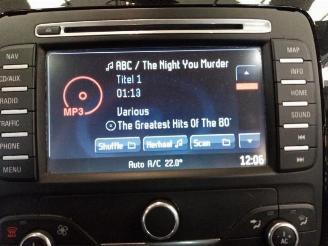 NAV
CD/AUX
RADIO
TRAFFIC
PHONE
MENU
ABC / The Night You Murder
Titel 1
01:13
MP3
Various
The Greatest Hits Of The 80'
Shuffle
Herhaal
Scan
Auto A/C 22.0°
12:06
MAP
INFO
HOME
SOUND
AC